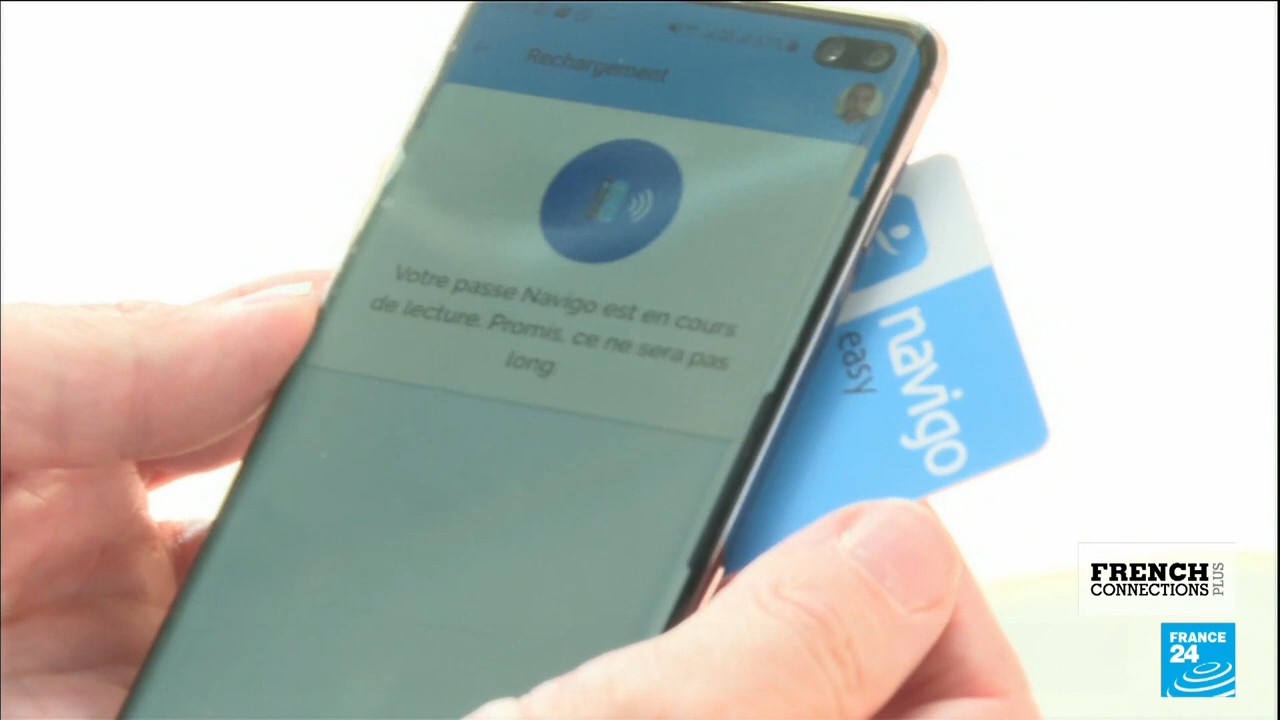 Rechargement
Votre passe Navigo est en cours
de lecture. Promis, ce ne sera pas
long.
navigo
easy
FRENCH
CONNECTIONS
PLUS
FRANCE
24